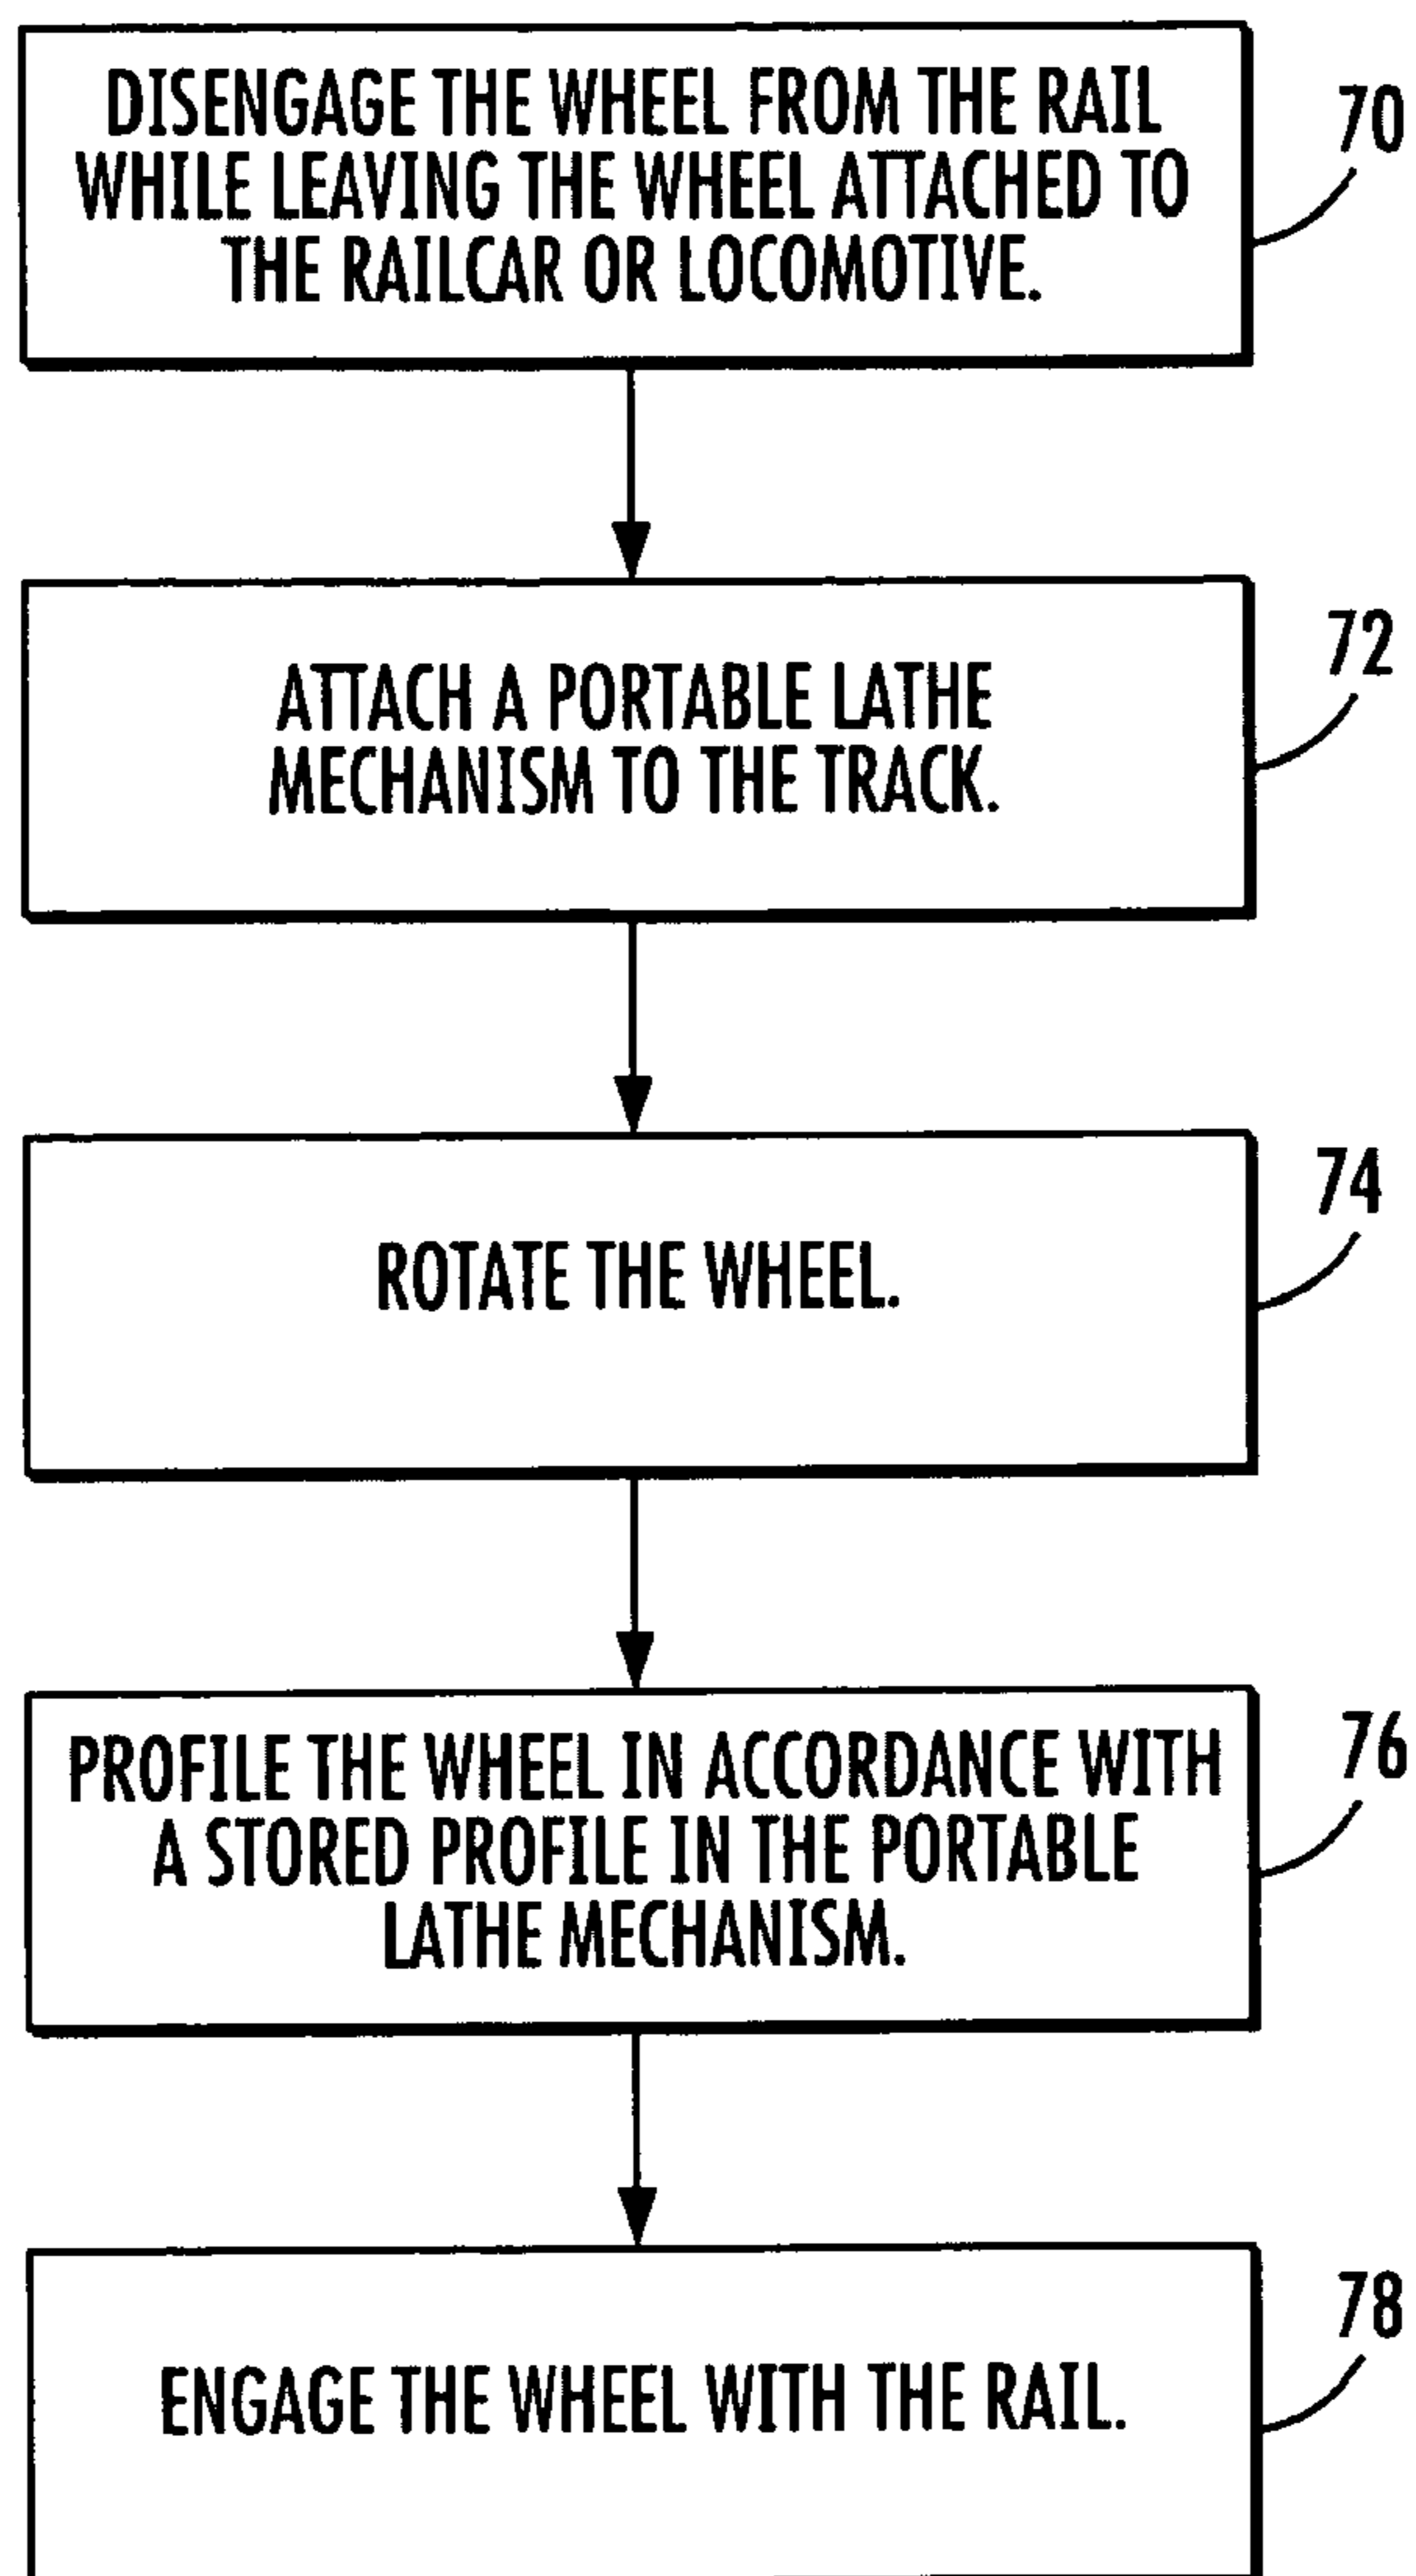 DISENGAGE THE WHEEL FROM THE RAIL
WHILE LEAVING THE WHEEL ATTACHED TO
THE RAILCAR OR LOCOMOTIVE.
70
ATTACH A PORTABLE LATHE
MECHANISM TO THE TRACK.
72
ROTATE THE WHEEL.
74
PROFILE THE WHEEL IN ACCORDANCE WITH
A STORED PROFILE IN THE PORTABLE
LATHE MECHANISM.
76
ENGAGE THE WHEEL WITH THE RAIL.
78